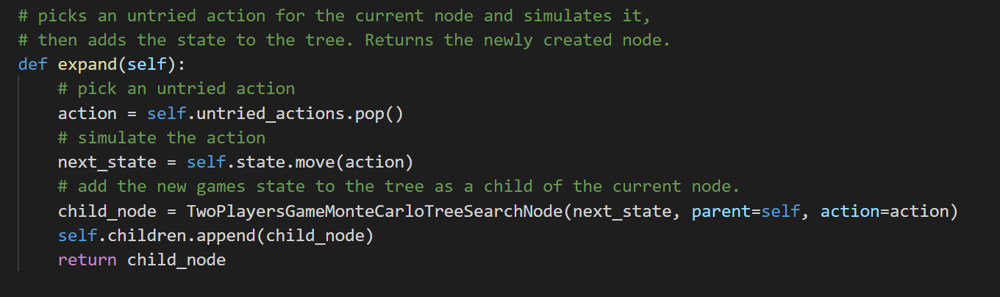 # picks an untried action for the current node and simulates it,
# then adds the state to the tree. Returns the newly created node.
def expand(self):
    # pick an untried action
    action = self.untried_actions.pop()
    # simulate the action
    next_state = self.state.move(action)
    # add the new games state to the tree as a child of the current node.
    child_node = TwoPlayersGameMonteCarloTreeSearchNode(next_state, parent=self, action=action)
    self.children.append(child_node)
    return child_node